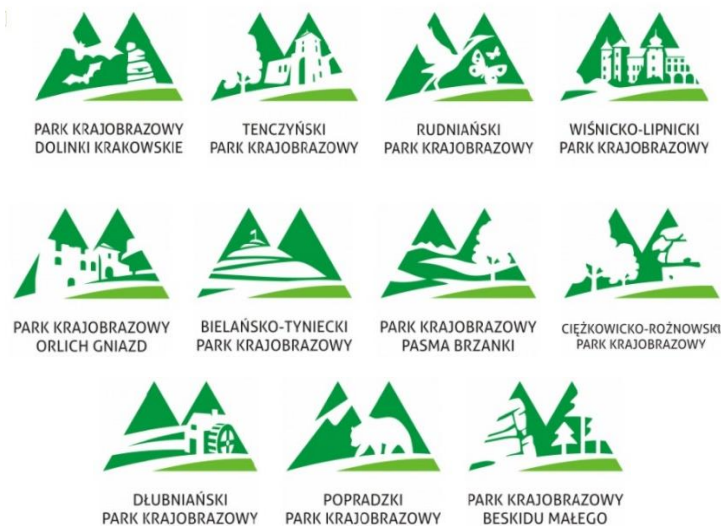 PARK KRAJOBRAZOWY
DOLINKI KRAKOWSKIE
TENCZYŃSKI
PARK KRAJOBRAZOWY
RUDNIAŃSKI
PARK KRAJOBRAZOWY
WIŚNICKO-LIPNICKI
PARK KRAJOBRAZOWY
PARK KRAJOBRAZOWY
ORLICH GNIAZD
BIELAŃSKO-TYNIECKI
PARK KRAJOBRAZOWY
PARK KRAJOBRAZOWY
PASMA BRZANKI
CIĘŻKOWICKO-ROŻNOWSKI
PARK KRAJOBRAZOWY
DŁUBNIAŃSKI
PARK KRAJOBRAZOWY
POPRADZKI
PARK KRAJOBRAZOWY
PARK KRAJOBRAZOWY
BESKIDU MAŁEGO